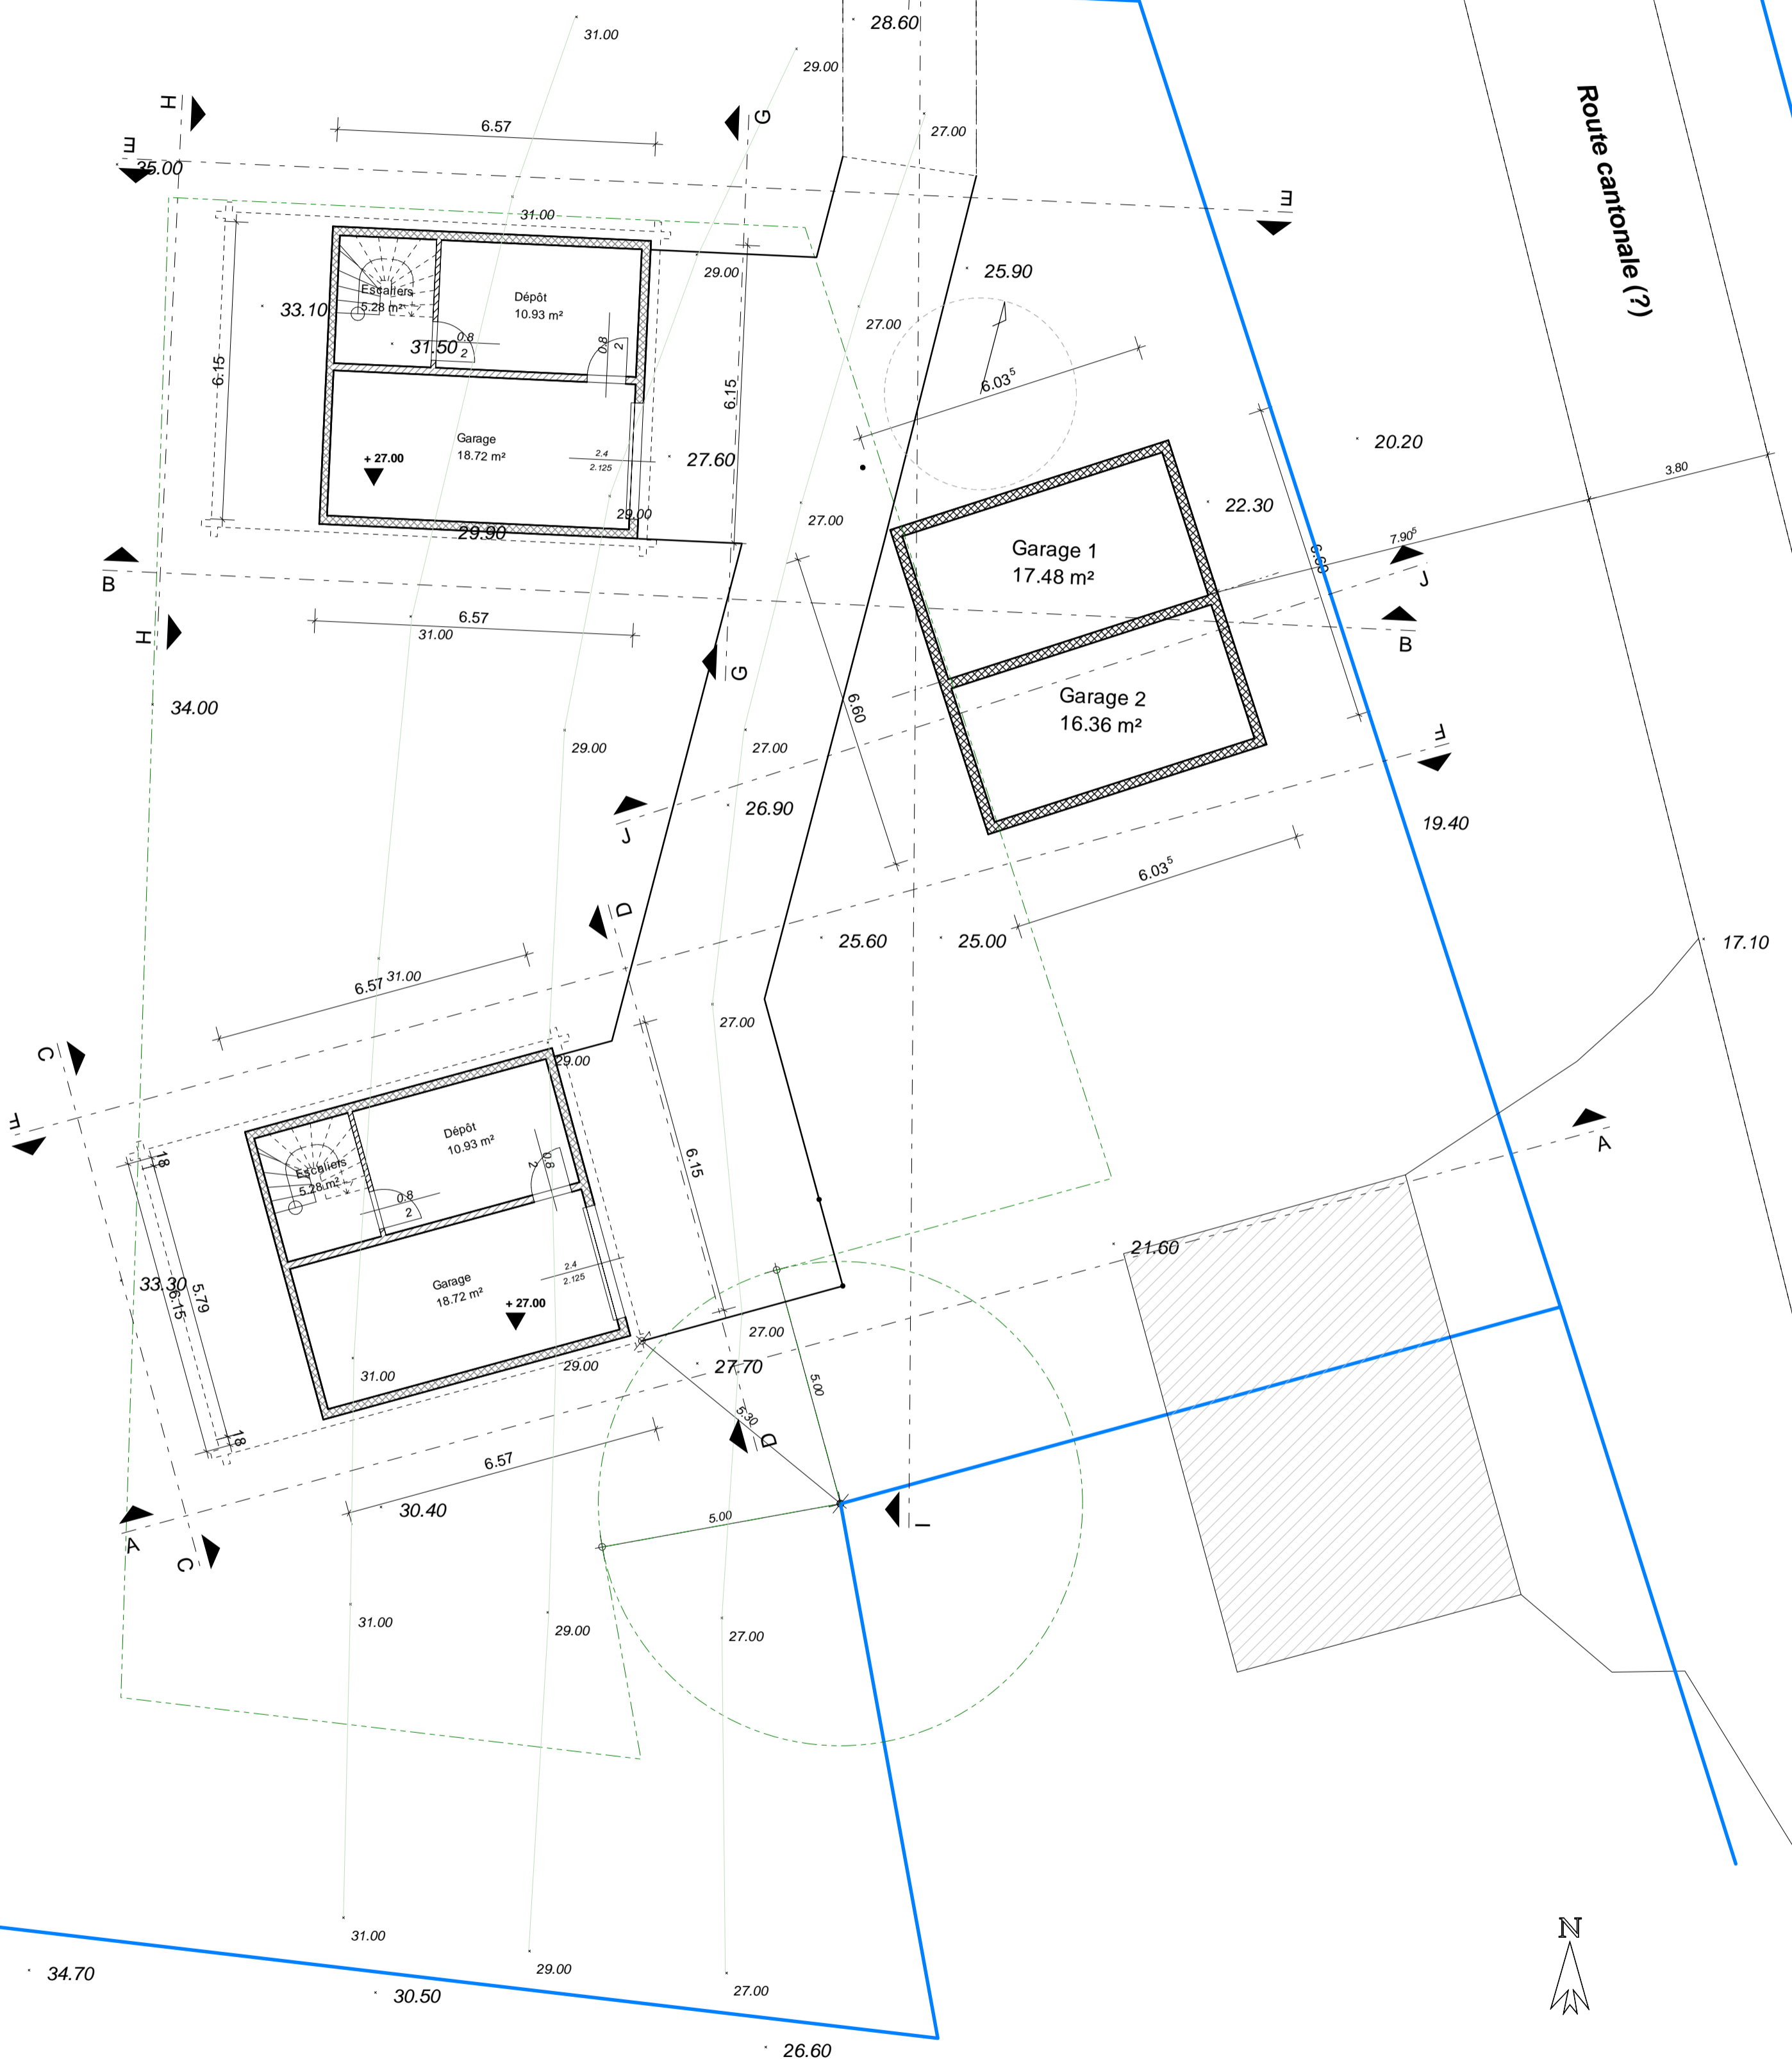 28.60
31.00
29.00
27.00
Route cantonale (?)
H
G
6.57
E
35.00
E
31.00
29.00
25.90
Escaliers
5.28 m²
Dépôt
10.93 m²
33.10
31.50
0.8
2
0.8
2
27.00
6.15
6.15
6.03⁵
Garage
18.72 m²
+ 27.00
2.4
2.125
27.60
20.20
3.80
22.30
29.00
27.00
29.90
7.90⁵
6.60
Garage 1
17.48 m²
B
J
B
6.57
31.00
H
G
34.00
6.60
Garage 2
16.36 m²
29.00
27.00
F
26.90
J
19.40
6.03⁵
D
25.60
25.00
17.10
6.57
31.00
27.00
C
29.00
F
Dépôt
10.93 m²
18
Escaliers
5.28 m²
0.8
2
0.8
2
6.15
A
21.60
33.30
5.79
6.15
Garage
18.72 m²
2.4
2.125
+ 27.00
27.00
29.00
27.70
31.00
5.00
5.30
18
D
6.57
30.40
5.00
I
A
C
31.00
29.00
27.00
N
31.00
29.00
34.70
27.00
30.50
26.60